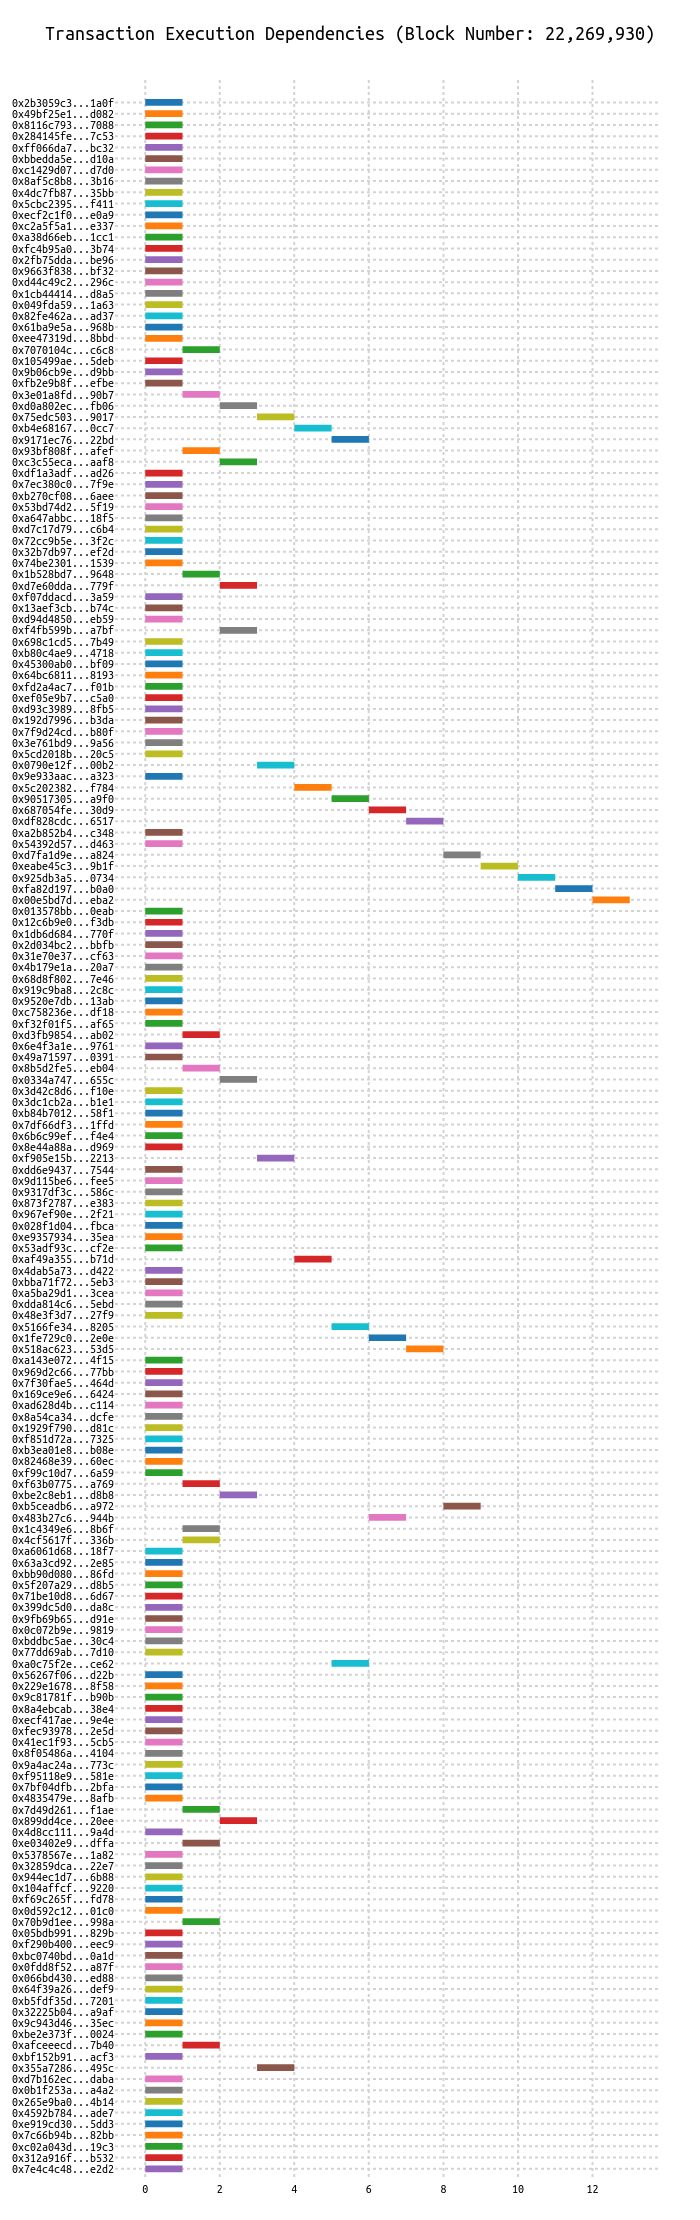 Transaction Execution Dependencies (Block Number: 22,269,930)
0x2b3059c3...1a0f
0x49bf25e1...d082
0x8116c793...7088
0x284145fe...7c53
0xff066da7...bc32
0xbbedda5e...d10a
0xc1429d07...d7d0
0x8af5c8b8...3b16
0x4dc7fb87...35bb
0x5cbc2395...f411
0xecf2c1f0...e0a9
0xc2a5f5a1...e337
0xa38d66eb...1cc1
0xfc4b95a0...3b74
0x2fb75dda...be96
0x9663f838...bf32
0xd44c49c2...296c
0x1cb44414...d8a5
0x049fda59...1a63
0x82fe462a...ad37
0x61ba9e5a...968b
0xee47319d...8bbd
0x7070104c...c6c8
0x105499ae...5deb
0x9b06cb9e...d9bb
0xfb2e9b8f...efbe
0x3e01a8fd...90b7
0xd0a802ec...fb06
0x75edc503...9017
0xb4e68167...0cc7
0x9171ec76...22bd
0x93bf808f...afef
0xc3c55eca...aaf8
0xdf1a3adf...ad26
0x7ec380c0...7f9e
0xb270cf08...6aee
0x53bd74d2...5f19
0xa647abbc...18f5
0xd7c17d79...c6b4
0x72cc9b5e...3f2c
0x32b7db97...ef2d
0x74be2301...1539
0x1b528bd7...9648
0xd7e60dda...779f
0xf07ddacd...3a59
0x13aef3cb...b74c
0xd94d4850...eb59
0xf4fb599b...a7bf
0x698c1cd5...7b49
0xb80c4ae9...4718
0x45300ab0...bf09
0x64bc6811...8193
0xfd2a4ac7...f01b
0xef05e9b7...c5a0
0xd93c3989...8fb5
0x192d7996...b3da
0x7f9d24cd...b80f
0x3e761bd9...9a56
0x5cd2018b...20c5
0x0790e12f...00b2
0x9e933aac...a323
0x5c202382...f784
0x90517305...a9f0
0x687054fe...30d9
0xdf828cdc...6517
0xa2b852b4...c348
0x54392d57...d463
0xd7fa1d9e...a824
0xeabe45c3...9b1f
0x925db3a5...0734
0xfa82d197...b0a0
0x00e5bd7d...eba2
0x013578bb...0eab
0x12c6b9e0...f3db
0x1db6d684...770f
0x2d034bc2...bbfb
0x31e70e37...cf63
0x4b179e1a...20a7
0x68d8f802...7e46
0x919c9ba8...2c8c
0x9520e7db...13ab
0xc758236e...df18
0xf32f01f5...af65
0xd3fb9854...ab02
0x6e4f3a1e...9761
0x49a71597...0391
0x8b5d2fe5...eb04
0x0334a747...655c
0x3d42c8d6...f10e
0x3dc1cb2a...b1e1
0xb84b7012...58f1
0x7df66df3...1ffd
0x6b6c99ef...f4e4
0x8e44a88a...d969
0xf905e15b...2213
0xdd6e9437...7544
0x9d115be6...fee5
0x9317df3c...586c
0x873f2787...e383
0x967ef90e...2f21
0x028f1d04...fbca
0xe9357934...35ea
0x53adf93c...cf2e
0xaf49a355...b71d
0x4dab5a73...d422
0xbba71f72...5eb3
0xa5ba29d1...3cea
0xdda814c6...5ebd
0x48e3f3d7...27f9
0x5166fe34...8205
0x1fe729c0...2e0e
0x518ac623...53d5
0xa143e072...4f15
0x969d2c66...77bb
0x7f30fae5...464d
0x169ce9e6...6424
0xad628d4b...c114
0x8a54ca34...dcfe
0x1929f790...d81c
0xf851d72a...7325
0xb3ea01e8...b08e
0x82468e39...60ec
0xf99c10d7...6a59
0xf63b0775...a769
0xbe2c8eb1...d8b8
0xb5ceadb6...a972
0x483b27c6...944b
0x1c4349e6...8b6f
0x4cf5617f...336b
0xa6061d68...18f7
0x63a3cd92...2e85
0xbb90d080...86fd
0x5f207a29...d8b5
0x71be10d8...6d67
0x399dc5d0...da8c
0x9fb69b65...d91e
0x0c072b9e...9819
0xbddbc5ae...30c4
0x77dd69ab...7d10
0xa0c75f2e...ce62
0x56267f06...d22b
0x229e1678...8f58
0x9c81781f...b90b
0x8a4ebcab...38e4
0xecf417ae...9e4e
0xfec93978...2e5d
0x41ec1f93...5cb5
0x8f05486a...4104
0x9a4ac24a...773c
0xf95118e9...581e
0x7bf04dfb...2bfa
0x4835479e...8afb
0x7d49d261...f1ae
0x899dd4ce...20ee
0x4d8cc111...9a4d
0xe03402e9...dffa
0x5378567e...1a82
0x32859dca...22e7
0x944ec1d7...6b88
0x104affcf...9220
0xf69c265f...fd78
0x0d592c12...01c0
0x70b9d1ee...998a
0x05bdb991...829b
0xf290b400...eec9
0xbc0740bd...0a1d
0x0fdd8f52...a87f
0x066bd430...ed88
0x64f39a26...def9
0xb5fdf35d...7201
0x32225b04...a9af
0x9c943d46...35ec
0xbe2e373f...0024
0xafceeecd...7b40
0xbf152b91...acf3
0x355a7286...495c
0xd7b162ec...daba
0x0b1f253a...a4a2
0x265e9ba0...4b14
0x4592b784...ade7
0xe919cd30...5dd3
0x7c66b94b...82bb
0xc02a043d...19c3
0x312a916f...b532
0x7e4c4c48...e2d2
0 2 4 6 8 10 12